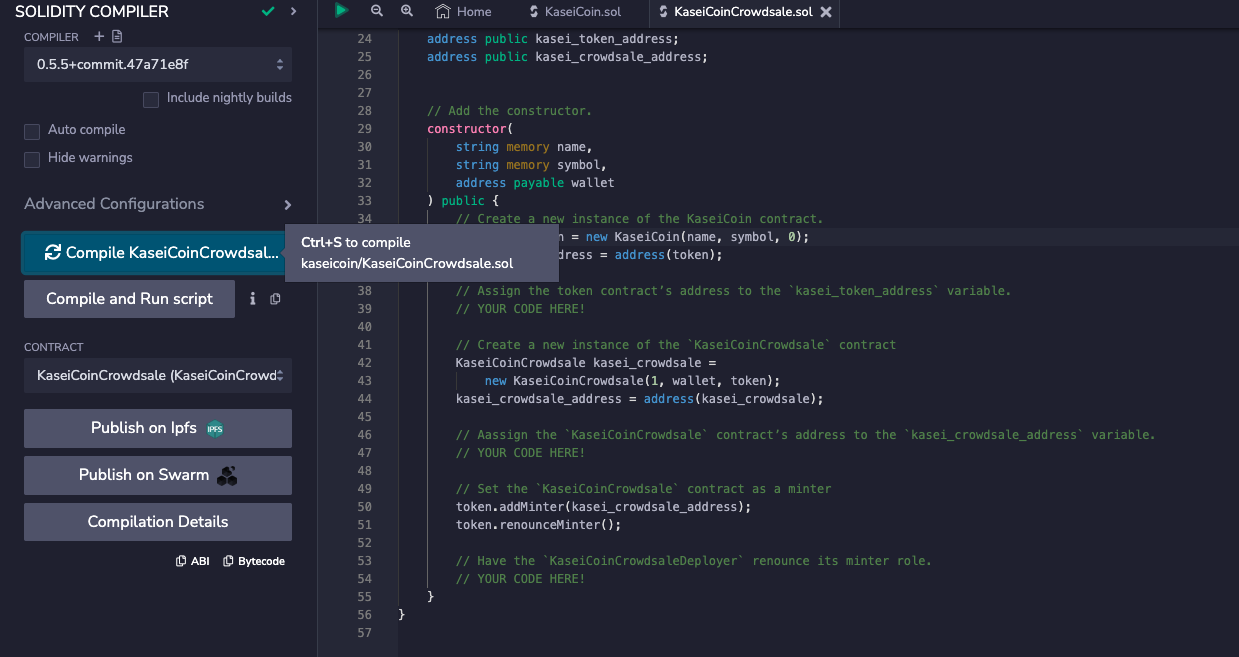 SOLIDITY COMPILER
COMPILER
0.5.5+commit.47a71e8f
Include nightly builds
Auto compile
Hide warnings
Advanced Configurations
Compile KaseiCoinCrowdsal...
Ctrl+S to compile
kaseicoin/KaseiCoinCrowdsale.sol
Compile and Run script
CONTRACT
KaseiCoinCrowdsale (KaseiCoinCrowd
Publish on Ipfs IPFS
Publish on Swarm
Compilation Details
ABI Bytecode
Home KaseiCoin.sol KaseiCoinCrowdsale.sol
24 address public kasei_token_address;
25 address public kasei_crowdsale_address;
26
27
28 // Add the constructor.
29 constructor(
30 string memory name,
31 string memory symbol,
32 address payable wallet
33 ) public {
34 // Create a new instance of the KaseiCoin contract.
= new KaseiCoin(name, symbol, 0);
dress = address(token);
38 // Assign the token contract’s address to the `kasei_token_address` variable.
39 // YOUR CODE HERE!
40
41 // Create a new instance of the `KaseiCoinCrowdsale` contract
42 KaseiCoinCrowdsale kasei_crowdsale =
43 new KaseiCoinCrowdsale(1, wallet, token);
44 kasei_crowdsale_address = address(kasei_crowdsale);
45
46 // Aassign the `KaseiCoinCrowdsale` contract’s address to the `kasei_crowdsale_address` variable.
47 // YOUR CODE HERE!
48
49 // Set the `KaseiCoinCrowdsale` contract as a minter
50 token.addMinter(kasei_crowdsale_address);
51 token.renounceMinter();
52
53 // Have the `KaseiCoinCrowdsaleDeployer` renounce its minter role.
54 // YOUR CODE HERE!
55 }
56 }
57